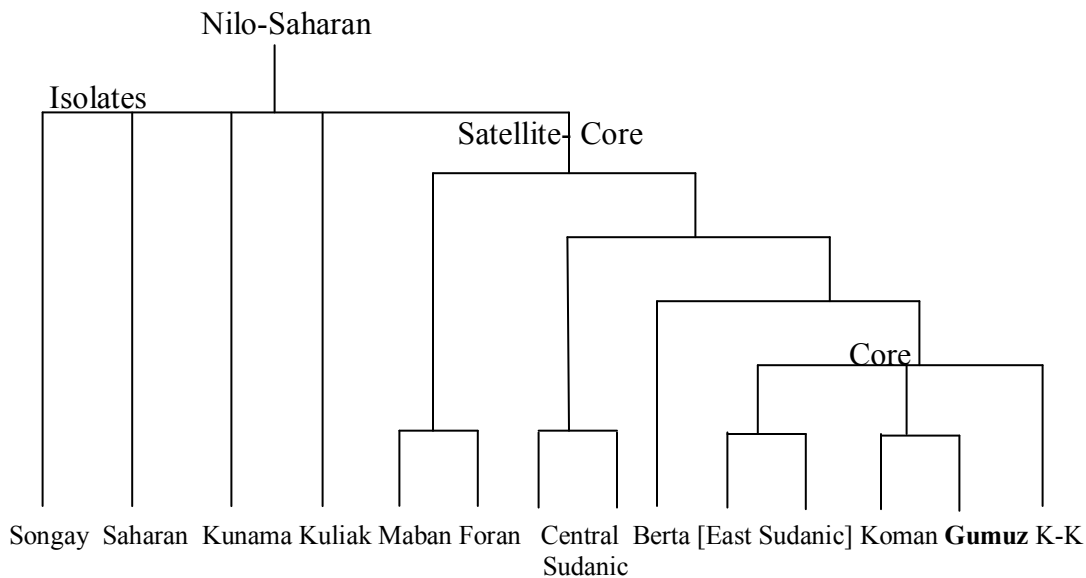 Nilo-Saharan
Isolates
Satellite- Core
Core
Songay Saharan Kunama Kuliak Maban Foran Central Berta [East Sudanic] Koman Gumuz K-K
Sudanic